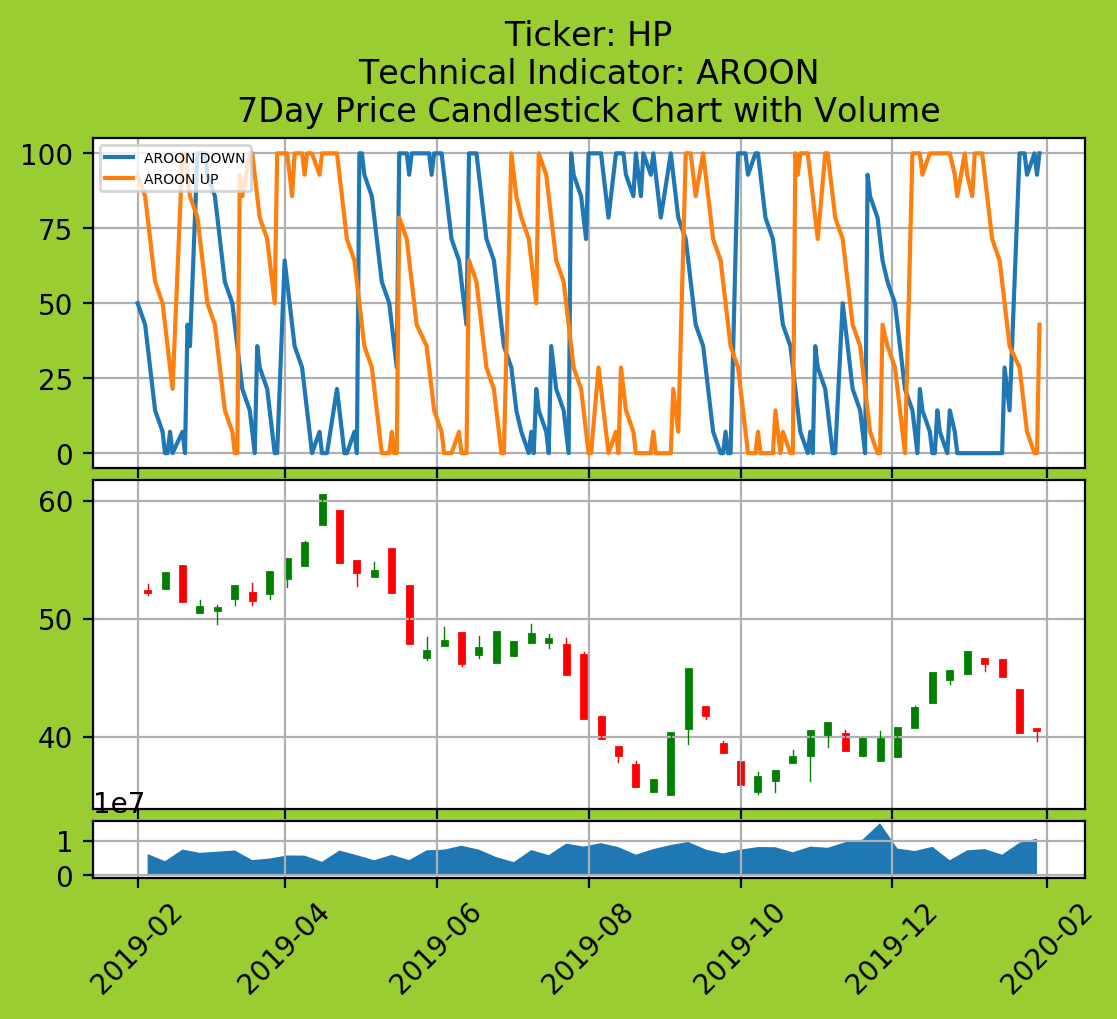 Ticker: HP
Technical Indicator: AROON
7Day Price Candlestick Chart with Volume
AROON DOWN
AROON UP
100
75
50
25
0
60
50
40
1e7
1
0
2019-02
2019-04
2019-06
2019-08
2019-10
2019-12
2020-02